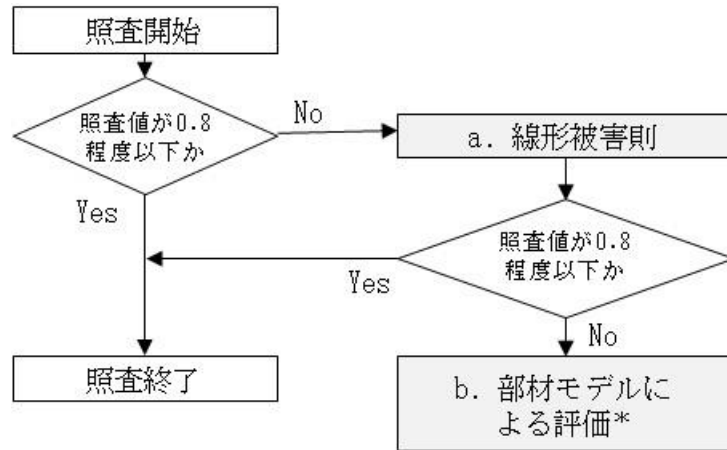 照査開始
照査値が0.8
程度以下か
No
a. 線形被害則
Yes
照査値が0.8
程度以下か
Yes
No
照査終了
b. 部材モデルに
よる評価*